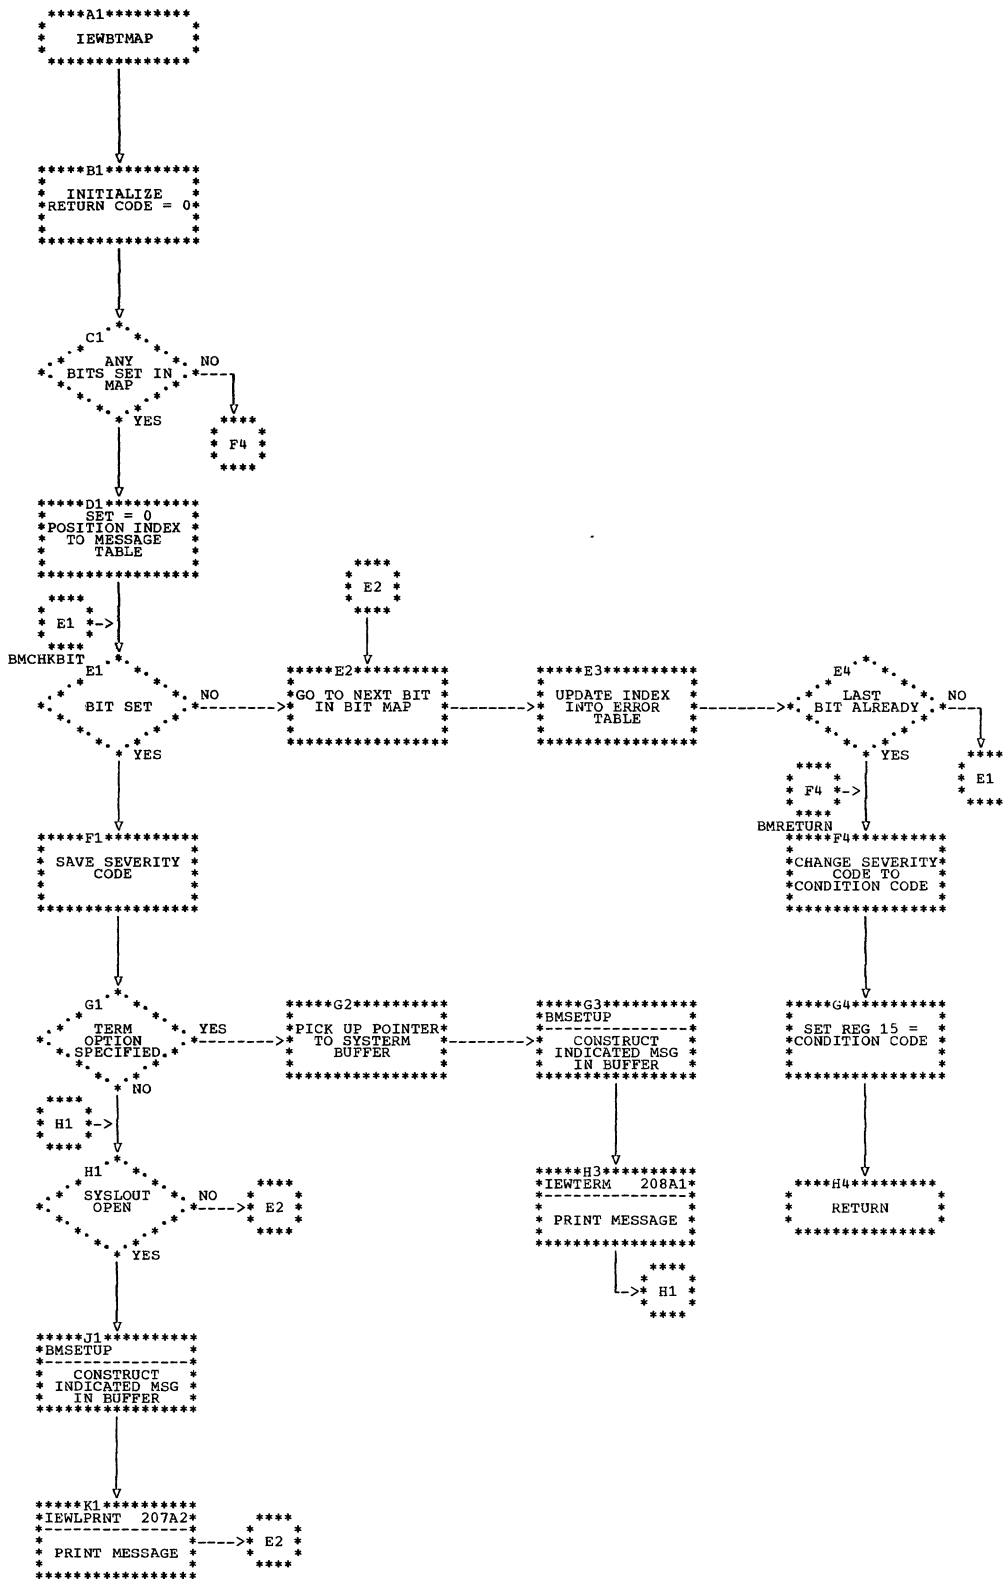 ****A1*********
IEWBTMAP
*****B1**********
INITIALIZE
RETURN CODE = 0
C1
ANY
BITS SET IN
MAP
NO
YES
F4
*****D1**********
SET = 0
POSITION INDEX
TO MESSAGE
TABLE
E2
E1
BMCHKBIT
E1
BIT SET
NO
YES
*****E2**********
GO TO NEXT BIT
IN BIT MAP
*****E3**********
UPDATE INDEX
INTO ERROR
TABLE
E4
LAST
BIT ALREADY
NO
YES
E1
F4
BMRETURN
*****F1**********
SAVE SEVERITY
CODE
*****F4**********
CHANGE SEVERITY
CODE TO
CONDITION CODE
G1
TERM
OPTION
SPECIFIED
YES
NO
*****G2**********
PICK UP POINTER
TO SYSTERM
BUFFER
*****G3**********
BMSETUP
CONSTRUCT
INDICATED MSG
IN BUFFER
*****G4**********
SET REG 15 =
CONDITION CODE
H1
H1
SYSLOUT
OPEN
NO
YES
E2
*****H3**********
IEWTERM 208A1
PRINT MESSAGE
H1
****H4*********
RETURN
*****J1**********
BMSETUP
CONSTRUCT
INDICATED MSG
IN BUFFER
*****K1**********
IEWLPRNT 207A2
PRINT MESSAGE
E2